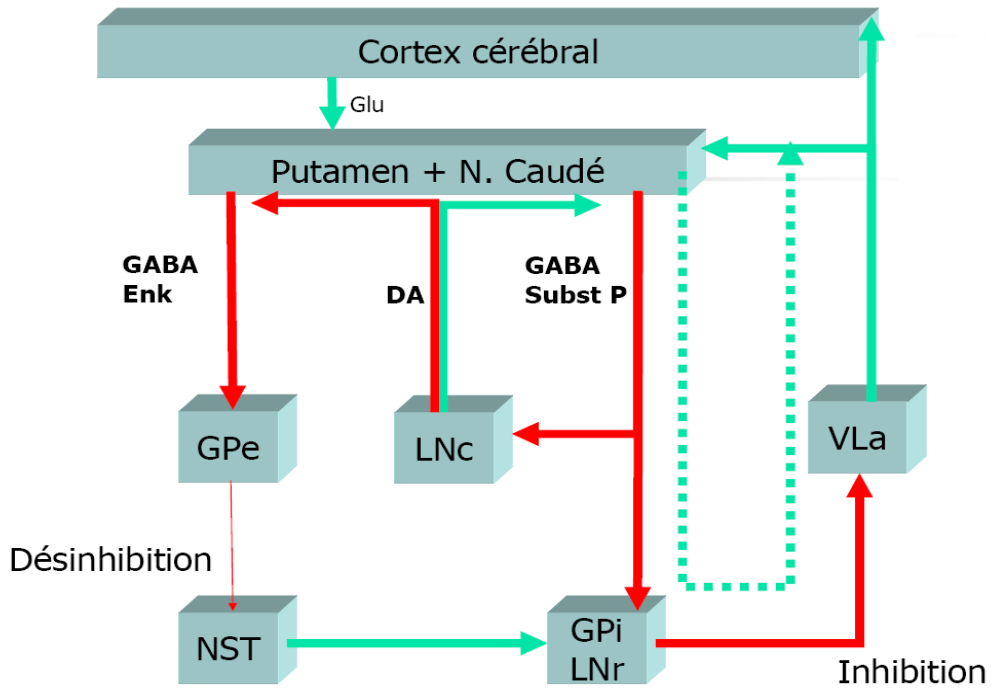 Cortex cérébral
Glu
Putamen + N. Caudé
GABA
Enk
DA
GABA
Subst P
GPe
LNc
VLa
Désinhibition
NST
GPi
LNr
Inhibition